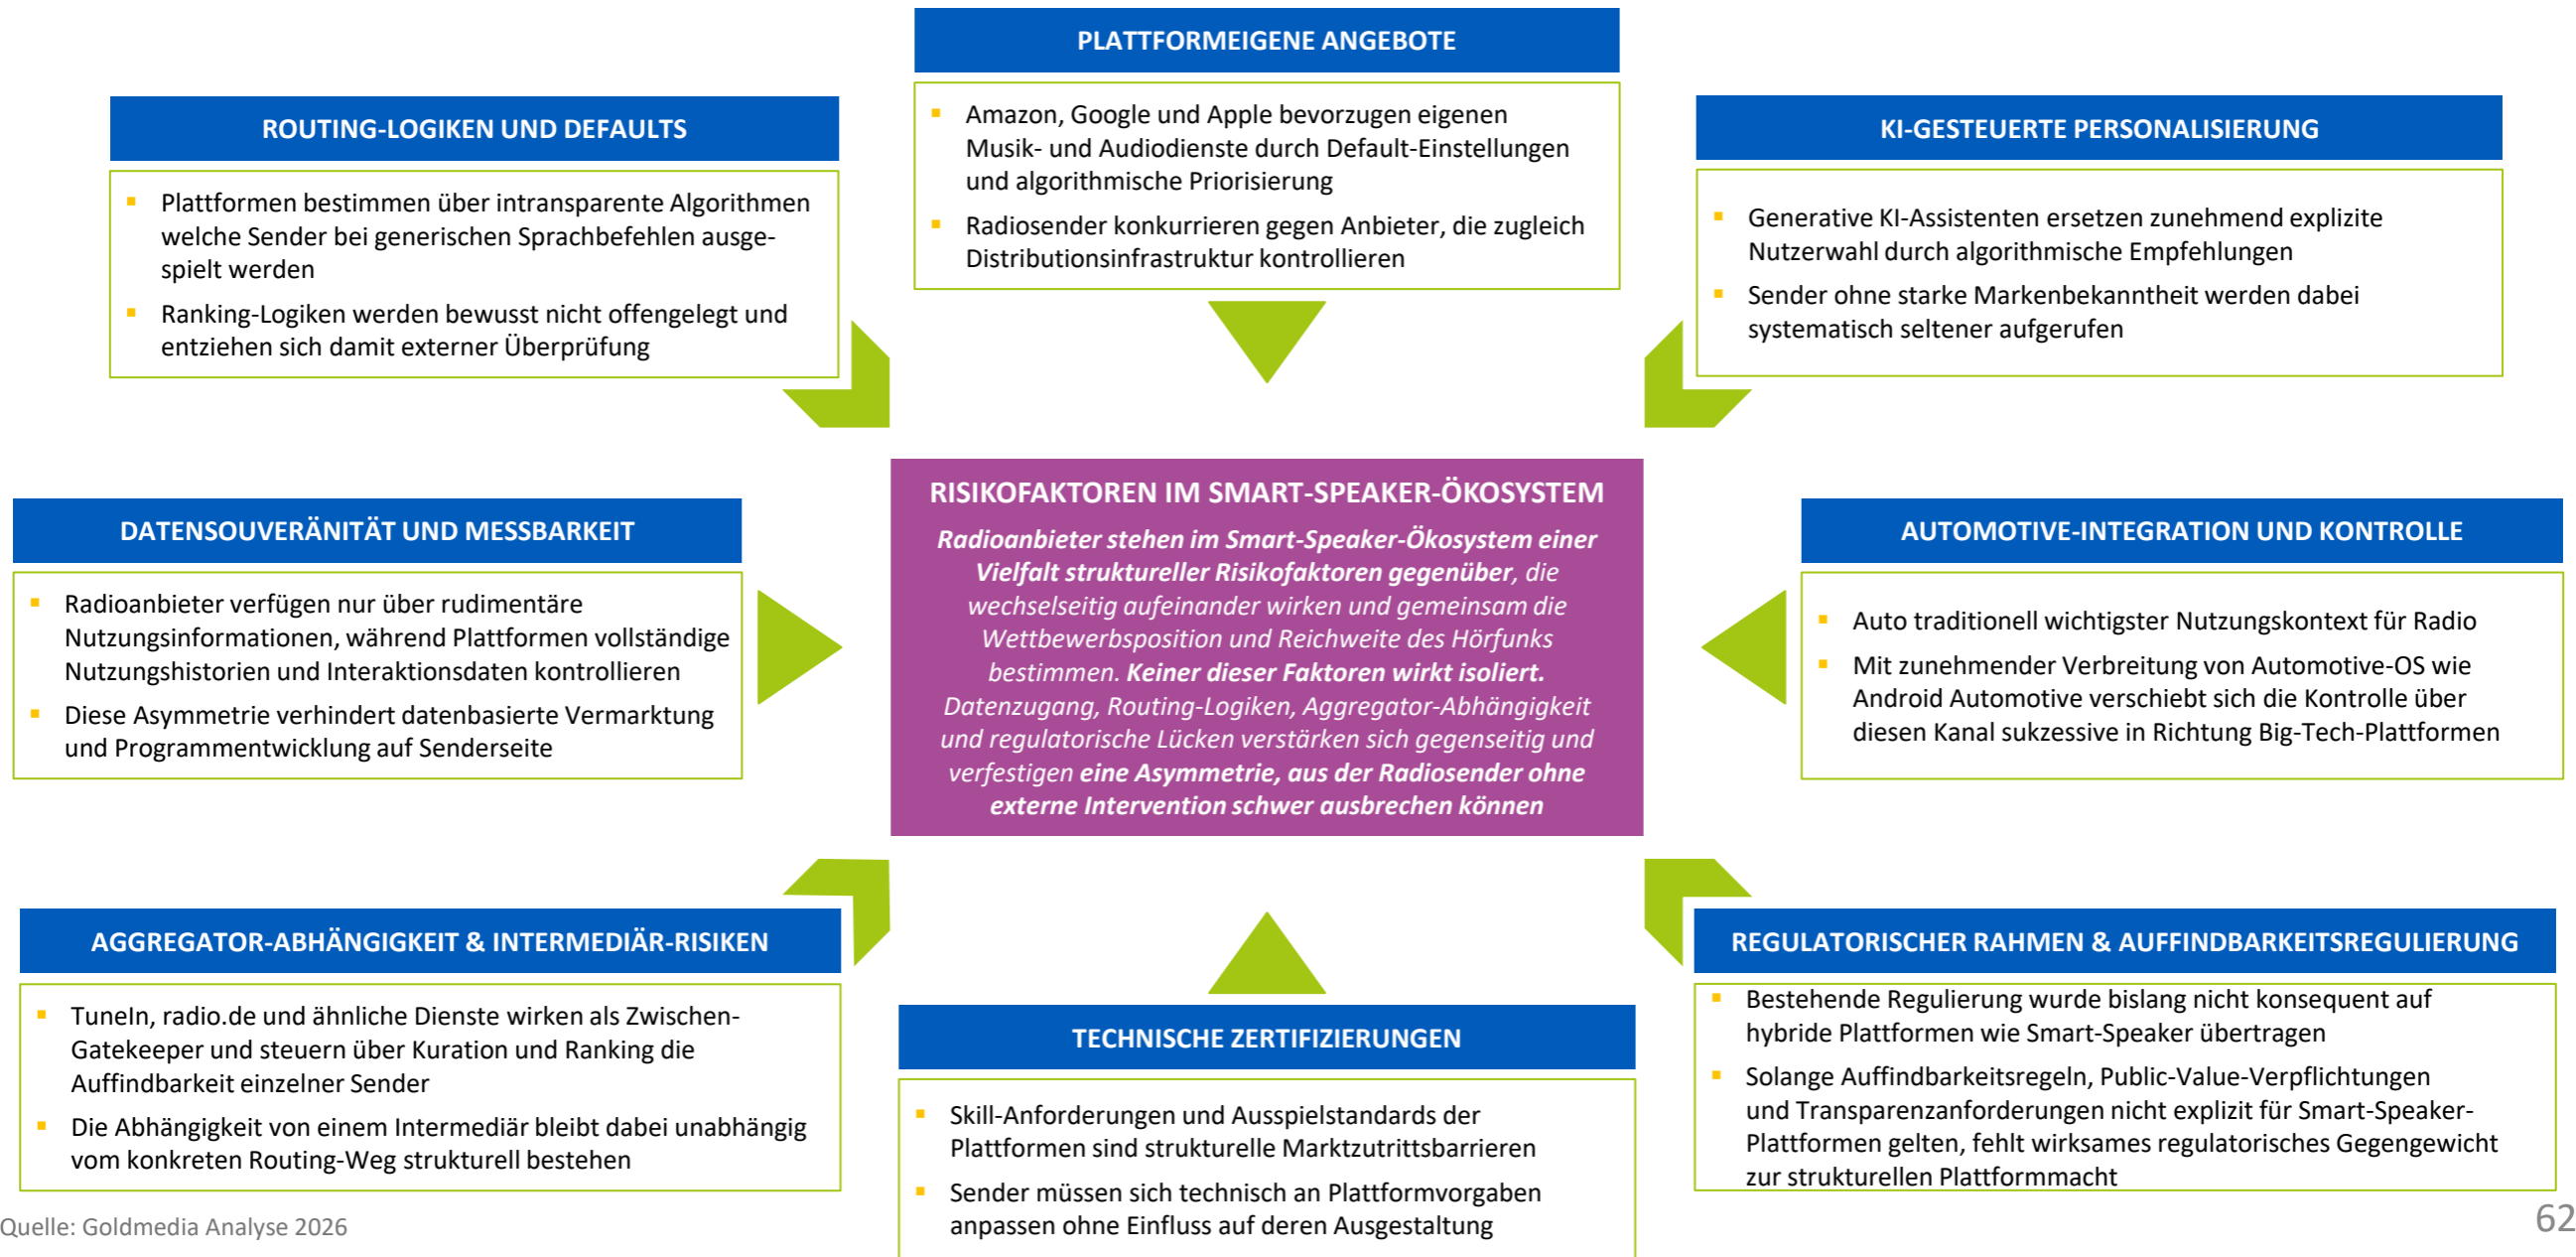 PLATTFORMEIGENE ANGEBOTE
Amazon, Google und Apple bevorzugen eigenen
Musik- und Audiodienste durch Default-Einstellungen
und algorithmische Priorisierung
Radiosender konkurrieren gegen Anbieter, die zugleich
Distributionsinfrastruktur kontrollieren
ROUTING-LOGIKEN UND DEFAULTS
Plattformen bestimmen über intransparente Algorithmen
welche Sender bei generischen Sprachbefehlen ausge-
spielt werden
Ranking-Logiken werden bewusst nicht offengelegt und
entziehen sich damit externer Überprüfung
KI-GESTEUERTE PERSONALISIERUNG
Generative KI-Assistenten ersetzen zunehmend explizite
Nutzerwahl durch algorithmische Empfehlungen
Sender ohne starke Markenbekanntheit werden dabei
systematisch seltener aufgerufen
DATENSOUVERÄNITÄT UND MESSBARKEIT
Radioanbieter verfügen nur über rudimentäre
Nutzungsinformationen, während Plattformen vollständige
Nutzungshistorien und Interaktionsdaten kontrollieren
Diese Asymmetrie verhindert datenbasierte Vermarktung
und Programmentwicklung auf Senderseite
RISIKOFAKTOREN IM SMART-SPEAKER-ÖKOSYSTEM
Radioanbieter stehen im Smart-Speaker-Ökosystem einer
Vielfalt struktureller Risikofaktoren gegenüber, die
wechselseitig aufeinander wirken und gemeinsam die
Wettbewerbsposition und Reichweite des Hörfunks
bestimmen. Keiner dieser Faktoren wirkt isoliert.
Datenzugang, Routing-Logiken, Aggregator-Abhängigkeit
und regulatorische Lücken verstärken sich gegenseitig und
verfestigen eine Asymmetrie, aus der Radiosender ohne
externe Intervention schwer ausbrechen können
AUTOMOTIVE-INTEGRATION UND KONTROLLE
Auto traditionell wichtigster Nutzungskontext für Radio
Mit zunehmender Verbreitung von Automotive-OS wie
Android Automotive verschiebt sich die Kontrolle über
diesen Kanal sukzessive in Richtung Big-Tech-Plattformen
AGGREGATOR-ABHÄNGIGKEIT & INTERMEDIÄR-RISIKEN
TuneIn, radio.de und ähnliche Dienste wirken als Zwischen-
Gatekeeper und steuern über Kuration und Ranking die
Auffindbarkeit einzelner Sender
Die Abhängigkeit von einem Intermediär bleibt dabei unabhängig
vom konkreten Routing-Weg strukturell bestehen
TECHNISCHE ZERTIFIZIERUNGEN
Skill-Anforderungen und Ausspielstandards der
Plattformen sind strukturelle Marktzutrittsbarrieren
Sender müssen sich technisch an Plattformvorgaben
anpassen ohne Einfluss auf deren Ausgestaltung
REGULATORISCHER RAHMEN & AUFFINDBARKEITSREGULIERUNG
Bestehende Regulierung wurde bislang nicht konsequent auf
hybride Plattformen wie Smart-Speaker übertragen
Solange Auffindbarkeitsregeln, Public-Value-Verpflichtungen
und Transparenzanforderungen nicht explizit für Smart-Speaker-
Plattformen gelten, fehlt wirksames regulatorisches Gegengewicht
zur strukturellen Plattformmacht
Quelle: Goldmedia Analyse 2026
62